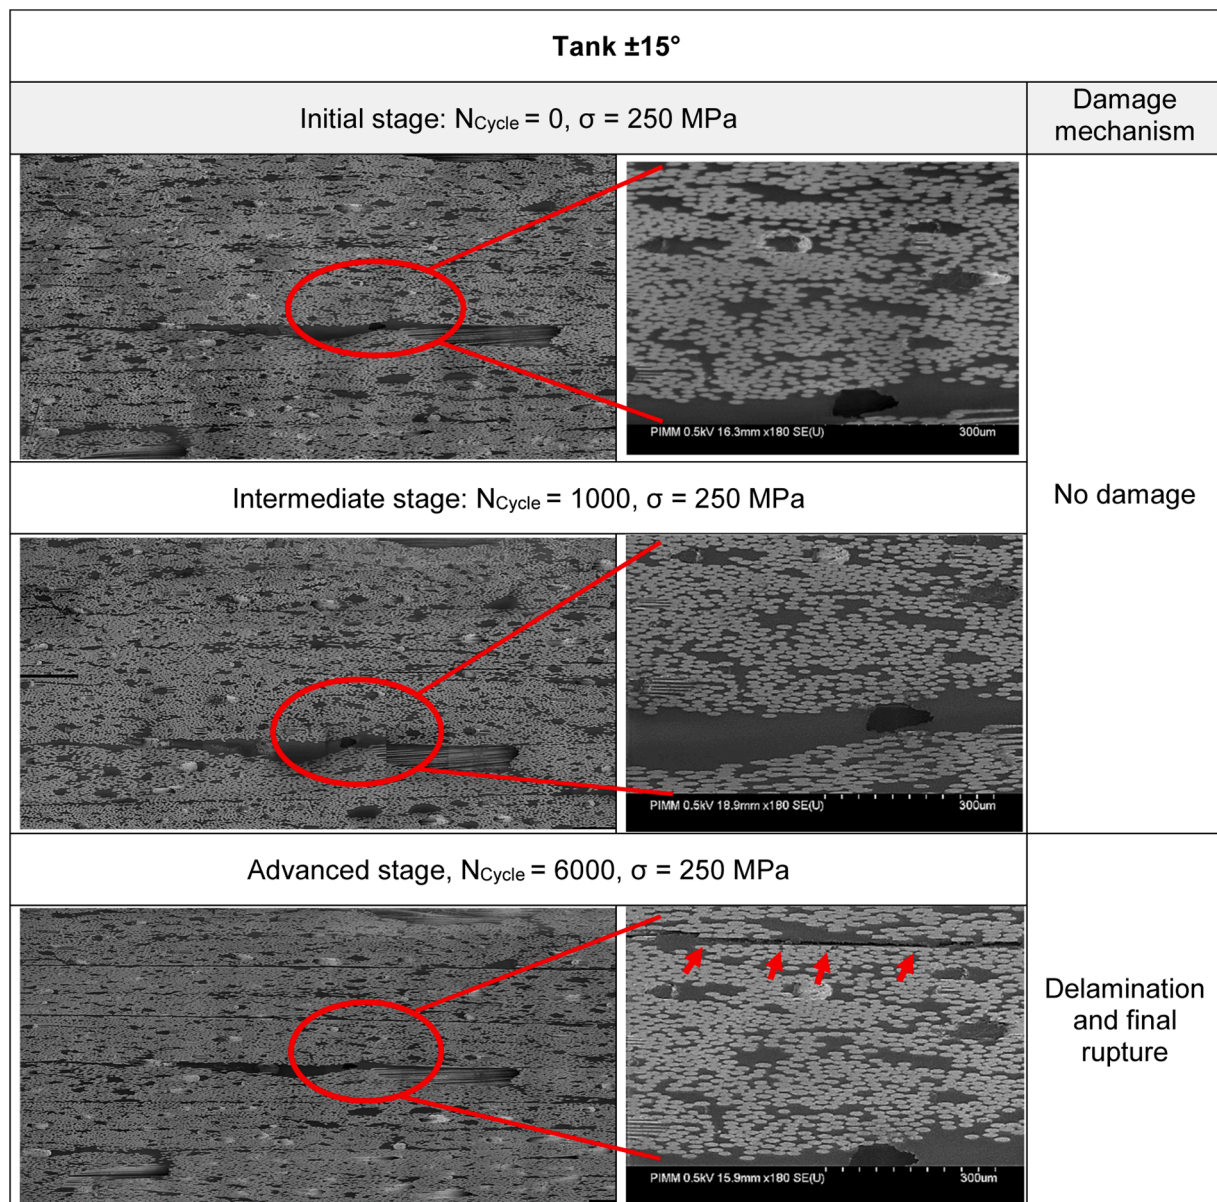 Tank ±15°
Initial stage: NCycle = 0, σ = 250 MPa
Damage
mechanism
PIMM 0.5kV 16.3mm x180 SE(U)
300um
No damage
Intermediate stage: NCycle = 1000, σ = 250 MPa
PIMM 0.5kV 18.9mm x180 SE(U)
300um
Advanced stage, NCycle = 6000, σ = 250 MPa
Delamination
and final
rupture
PIMM 0.5kV 15.9mm x180 SE(U)
300um